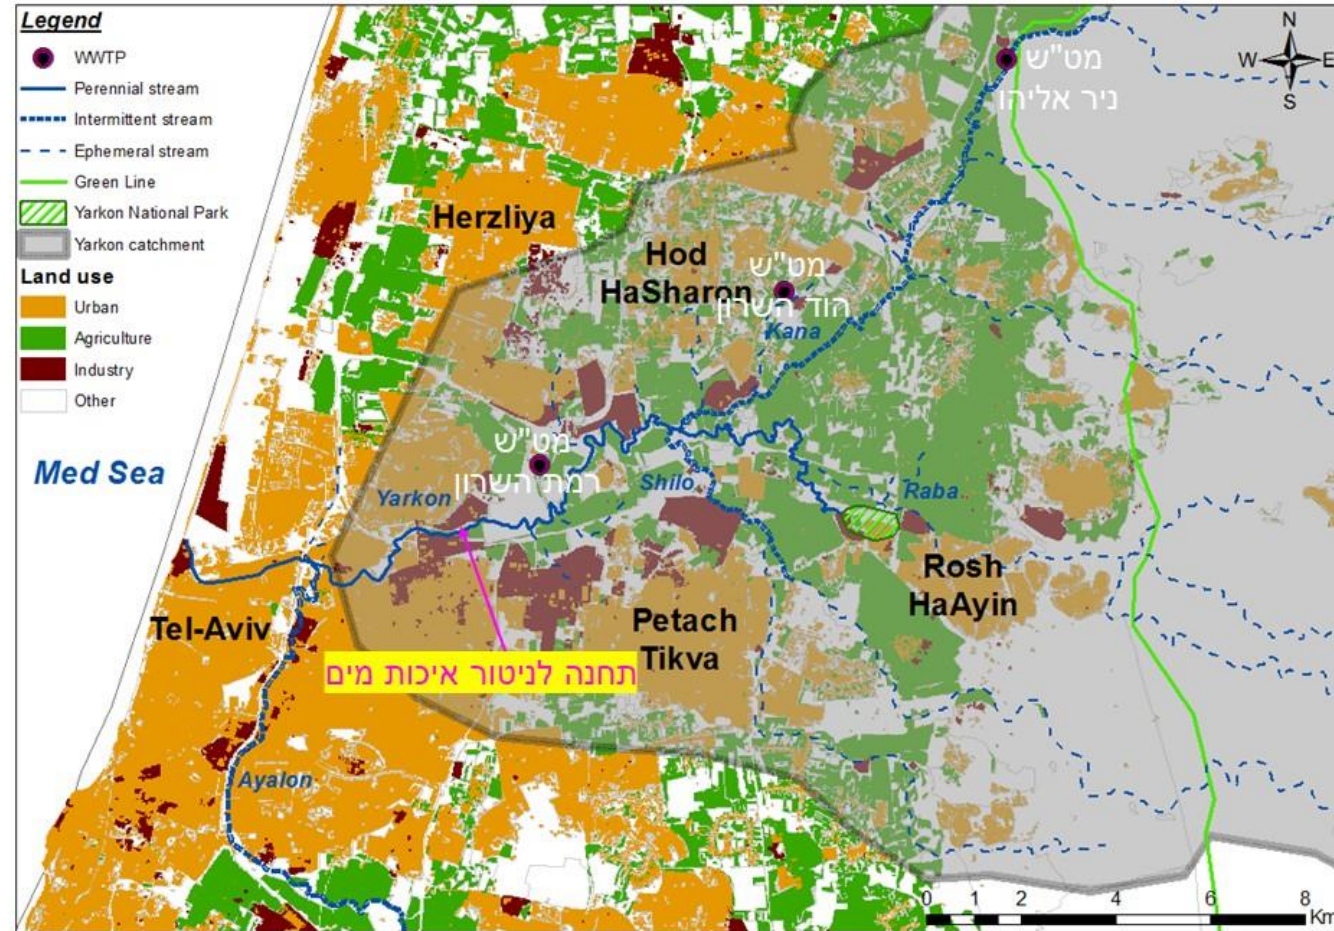 Legend
WWTP
Perennial stream
Intermittent stream
Ephemeral stream
Green Line
Yarkon National Park
Yarkon catchment
Land use
Urban
Agriculture
Industry
Other
N
W E
S
מט"ש
ניר אליהו
Herzliya
Hod
HaSharon
מט"ש
הוד השרון
Kana
Med Sea
מט"ש
רמת השרון
Yarkon
Shilo
Raba
Rosh
HaAyin
Tel-Aviv
Petach
Tikva
תחנה לניטור איכות מים
Ayalon
0 1 2 4 6 8
Km